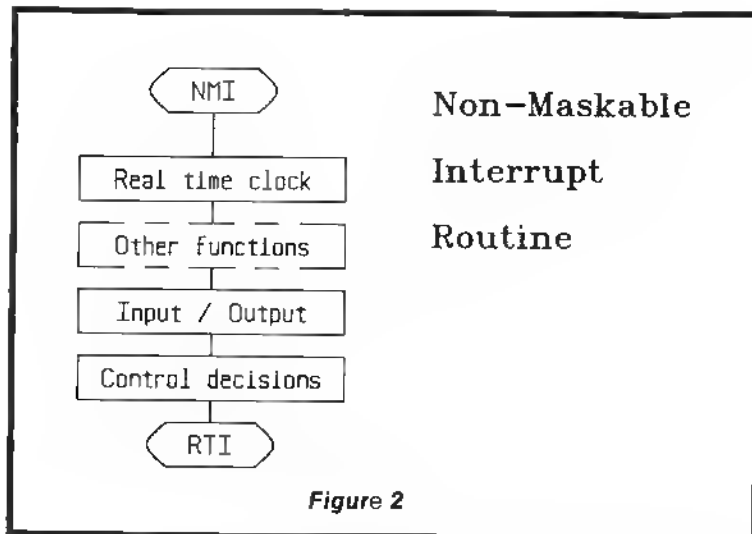 NMI
Real time clock
Other functions
Input / Output
Control decisions
RTI
Non-Maskable
Interrupt
Routine
Figure 2